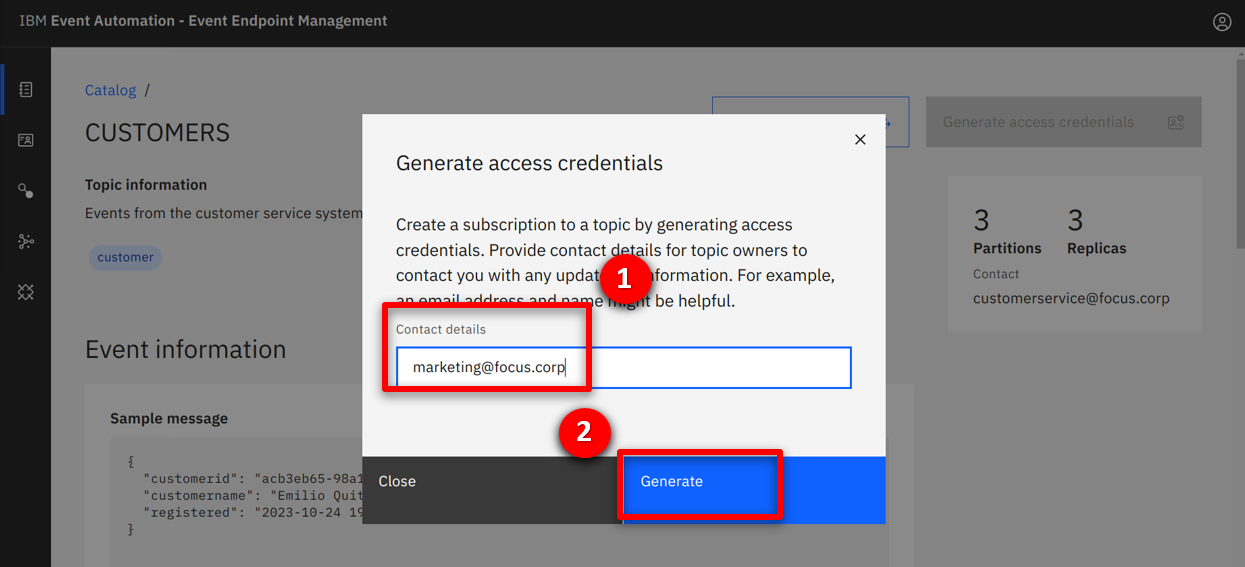 IBM Event Automation - Event Endpoint Management
Catalog /
CUSTOMERS
Generate access credentials
Topic information
Events from the customer service system
customer
3
3
Partitions
Replicas
Contact
customerservice@focus.corp
Event information
Sample message
{
"customerid": "acb3eb65-98a1
"customername": "Emilio Quit
"registered": "2023-10-24 19
}
Generate access credentials
Create a subscription to a topic by generating access
credentials. Provide contact details for topic owners to
contact you with any information. For example,
an email address and name might be helpful.
1
Contact details
marketing@focus.corp
2
Close
Generate